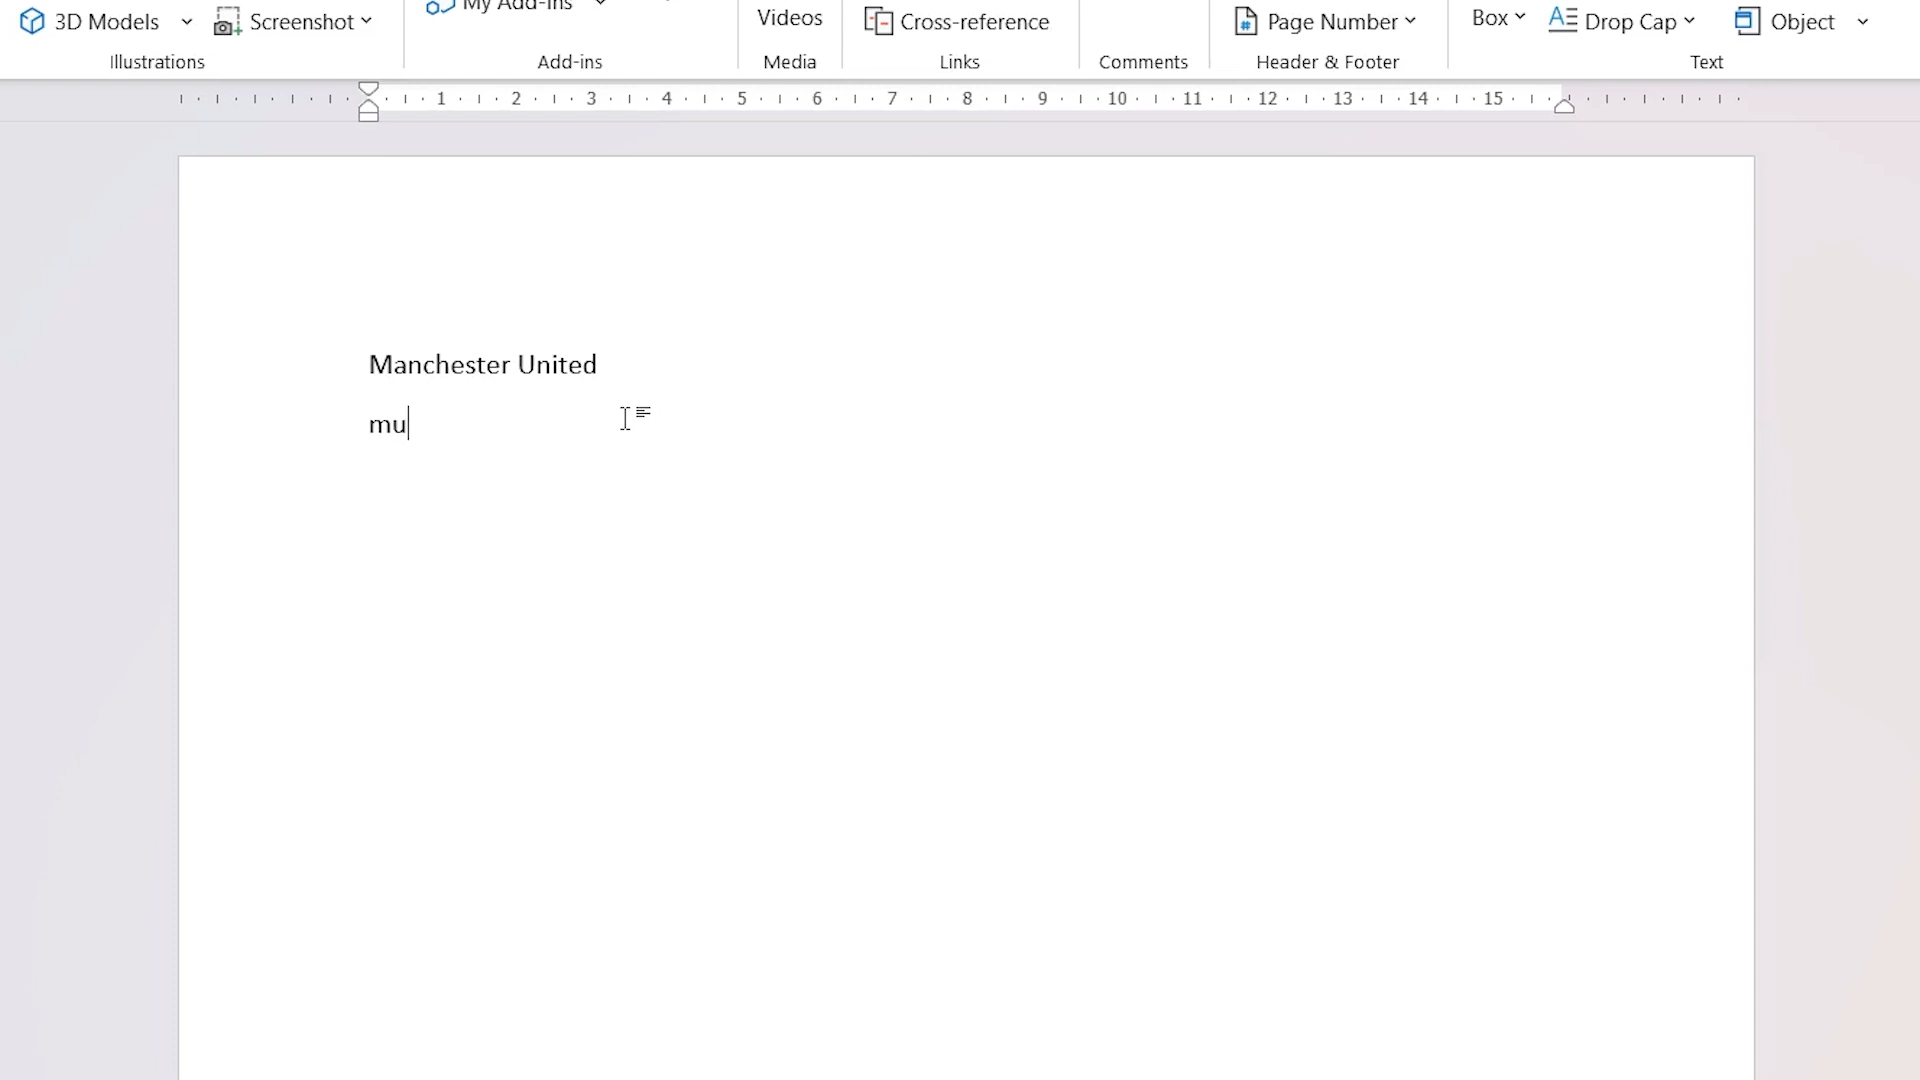 My Add-ins
3D Models Screenshot Videos Cross-reference Page Number Box Drop Cap Object
Illustrations Add-ins Media Links Comments Header & Footer Text
1 2 3 4 5 6 7 8 9 10 11 12 13 14 15
Manchester United
mu